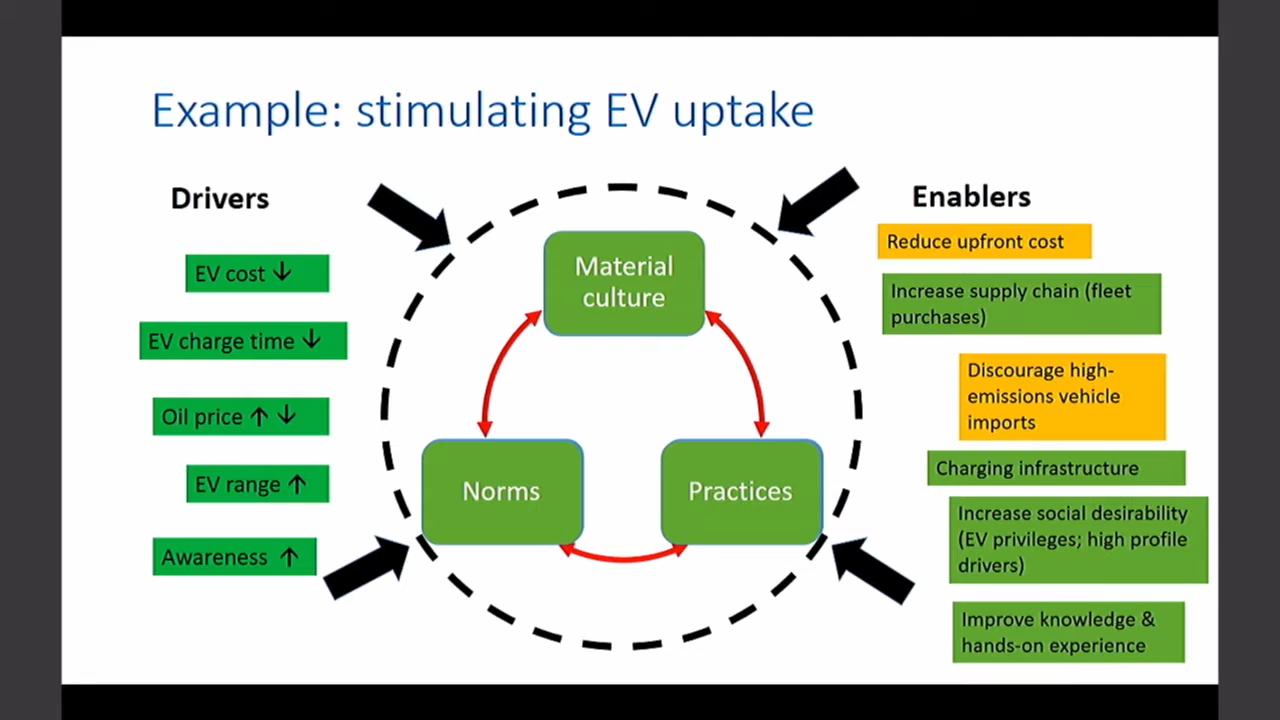 Example: stimulating EV uptake
Drivers
EV cost ↓
EV charge time ↓
Oil price ↑ ↓
EV range ↑
Awareness ↑
Material
culture
Norms
Practices
Enablers
Reduce upfront cost
Increase supply chain (fleet
purchases)
Discourage high-
emissions vehicle
imports
Charging infrastructure
Increase social desirability
(EV privileges; high profile
drivers)
Improve knowledge &
hands-on experience